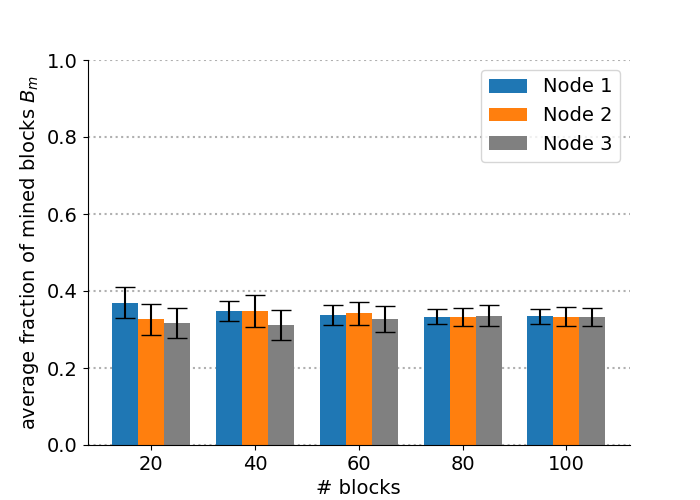 average fraction of mined blocks $B_m$
1.0
0.8
0.6
0.4
0.2
0.0
Node 1
Node 2
Node 3
20 40 60 80 100
# blocks